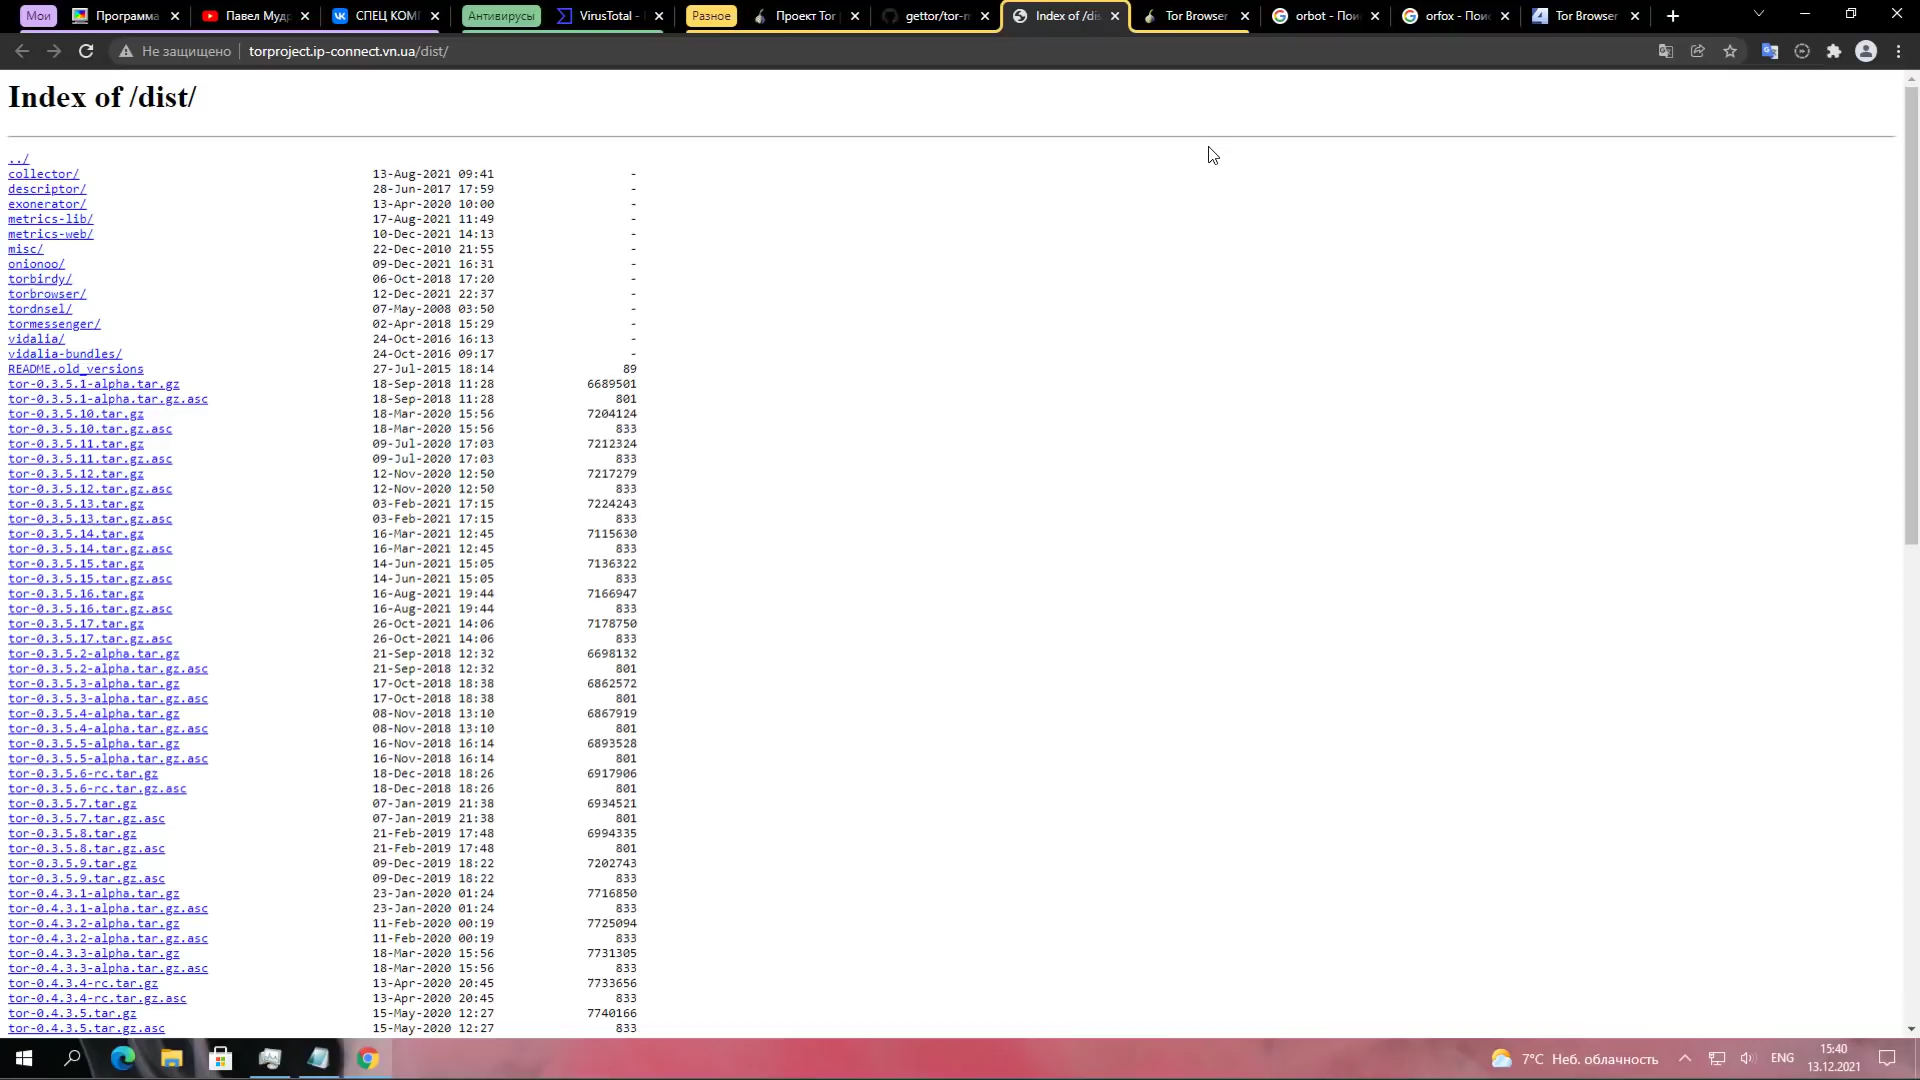 Мои Программа Павел Мудр СПЕЦ КОМП Антивирусы VirusTotal - Разное Проект Tor gettor/tor-m Index of /dis Tor Browser orbot - Пои orfox - Поис Tor Browser
Не защищено torproject.ip-connect.vn.ua/dist/
Index of /dist/
../
collector/ 13-Aug-2021 09:41 -
descriptor/ 28-Jun-2017 17:59 -
exonerator/ 13-Apr-2020 10:00 -
metrics-lib/ 17-Aug-2021 11:49 -
metrics-web/ 10-Dec-2021 14:13 -
misc/ 22-Dec-2010 21:55 -
onionoo/ 09-Dec-2021 16:31 -
torbirdy/ 06-Oct-2018 17:20 -
torbrowser/ 12-Dec-2021 22:37 -
tordnsel/ 07-May-2008 03:50 -
tormessenger/ 02-Apr-2018 15:29 -
vidalia/ 24-Oct-2016 16:13 -
vidalia-bundles/ 24-Oct-2016 09:17 -
README.old_versions 27-Jul-2015 18:14 89
tor-0.3.5.1-alpha.tar.gz 18-Sep-2018 11:28 6689501
tor-0.3.5.1-alpha.tar.gz.asc 18-Sep-2018 11:28 801
tor-0.3.5.10.tar.gz 18-Mar-2020 15:56 7204124
tor-0.3.5.10.tar.gz.asc 18-Mar-2020 15:56 833
tor-0.3.5.11.tar.gz 09-Jul-2020 17:03 7212324
tor-0.3.5.11.tar.gz.asc 09-Jul-2020 17:03 833
tor-0.3.5.12.tar.gz 12-Nov-2020 12:50 7217279
tor-0.3.5.12.tar.gz.asc 12-Nov-2020 12:50 833
tor-0.3.5.13.tar.gz 03-Feb-2021 17:15 7224243
tor-0.3.5.13.tar.gz.asc 03-Feb-2021 17:15 833
tor-0.3.5.14.tar.gz 16-Mar-2021 12:45 7115630
tor-0.3.5.14.tar.gz.asc 16-Mar-2021 12:45 833
tor-0.3.5.15.tar.gz 14-Jun-2021 15:05 7136322
tor-0.3.5.15.tar.gz.asc 14-Jun-2021 15:05 833
tor-0.3.5.16.tar.gz 16-Aug-2021 19:44 7166947
tor-0.3.5.16.tar.gz.asc 16-Aug-2021 19:44 833
tor-0.3.5.17.tar.gz 26-Oct-2021 14:06 7178750
tor-0.3.5.17.tar.gz.asc 26-Oct-2021 14:06 833
tor-0.3.5.2-alpha.tar.gz 21-Sep-2018 12:32 6698132
tor-0.3.5.2-alpha.tar.gz.asc 21-Sep-2018 12:32 801
tor-0.3.5.3-alpha.tar.gz 17-Oct-2018 18:38 6862572
tor-0.3.5.3-alpha.tar.gz.asc 17-Oct-2018 18:38 801
tor-0.3.5.4-alpha.tar.gz 08-Nov-2018 13:10 6867919
tor-0.3.5.4-alpha.tar.gz.asc 08-Nov-2018 13:10 801
tor-0.3.5.5-alpha.tar.gz 16-Nov-2018 16:14 6893528
tor-0.3.5.5-alpha.tar.gz.asc 16-Nov-2018 16:14 801
tor-0.3.5.6-rc.tar.gz 18-Dec-2018 18:26 6917906
tor-0.3.5.6-rc.tar.gz.asc 18-Dec-2018 18:26 801
tor-0.3.5.7.tar.gz 07-Jan-2019 21:38 6934521
tor-0.3.5.7.tar.gz.asc 07-Jan-2019 21:38 801
tor-0.3.5.8.tar.gz 21-Feb-2019 17:48 6994335
tor-0.3.5.8.tar.gz.asc 21-Feb-2019 17:48 801
tor-0.3.5.9.tar.gz 09-Dec-2019 18:22 7202743
tor-0.3.5.9.tar.gz.asc 09-Dec-2019 18:22 833
tor-0.4.3.1-alpha.tar.gz 23-Jan-2020 01:24 7716850
tor-0.4.3.1-alpha.tar.gz.asc 23-Jan-2020 01:24 833
tor-0.4.3.2-alpha.tar.gz 11-Feb-2020 00:19 7725094
tor-0.4.3.2-alpha.tar.gz.asc 11-Feb-2020 00:19 833
tor-0.4.3.3-alpha.tar.gz 18-Mar-2020 15:56 7731305
tor-0.4.3.3-alpha.tar.gz.asc 18-Mar-2020 15:56 833
tor-0.4.3.4-rc.tar.gz 13-Apr-2020 20:45 7733656
tor-0.4.3.4-rc.tar.gz.asc 13-Apr-2020 20:45 833
tor-0.4.3.5.tar.gz 15-May-2020 12:27 7740166
tor-0.4.3.5.tar.gz.asc 15-May-2020 12:27 833
7°C Неб. облачность ENG 15:40
13.12.2021